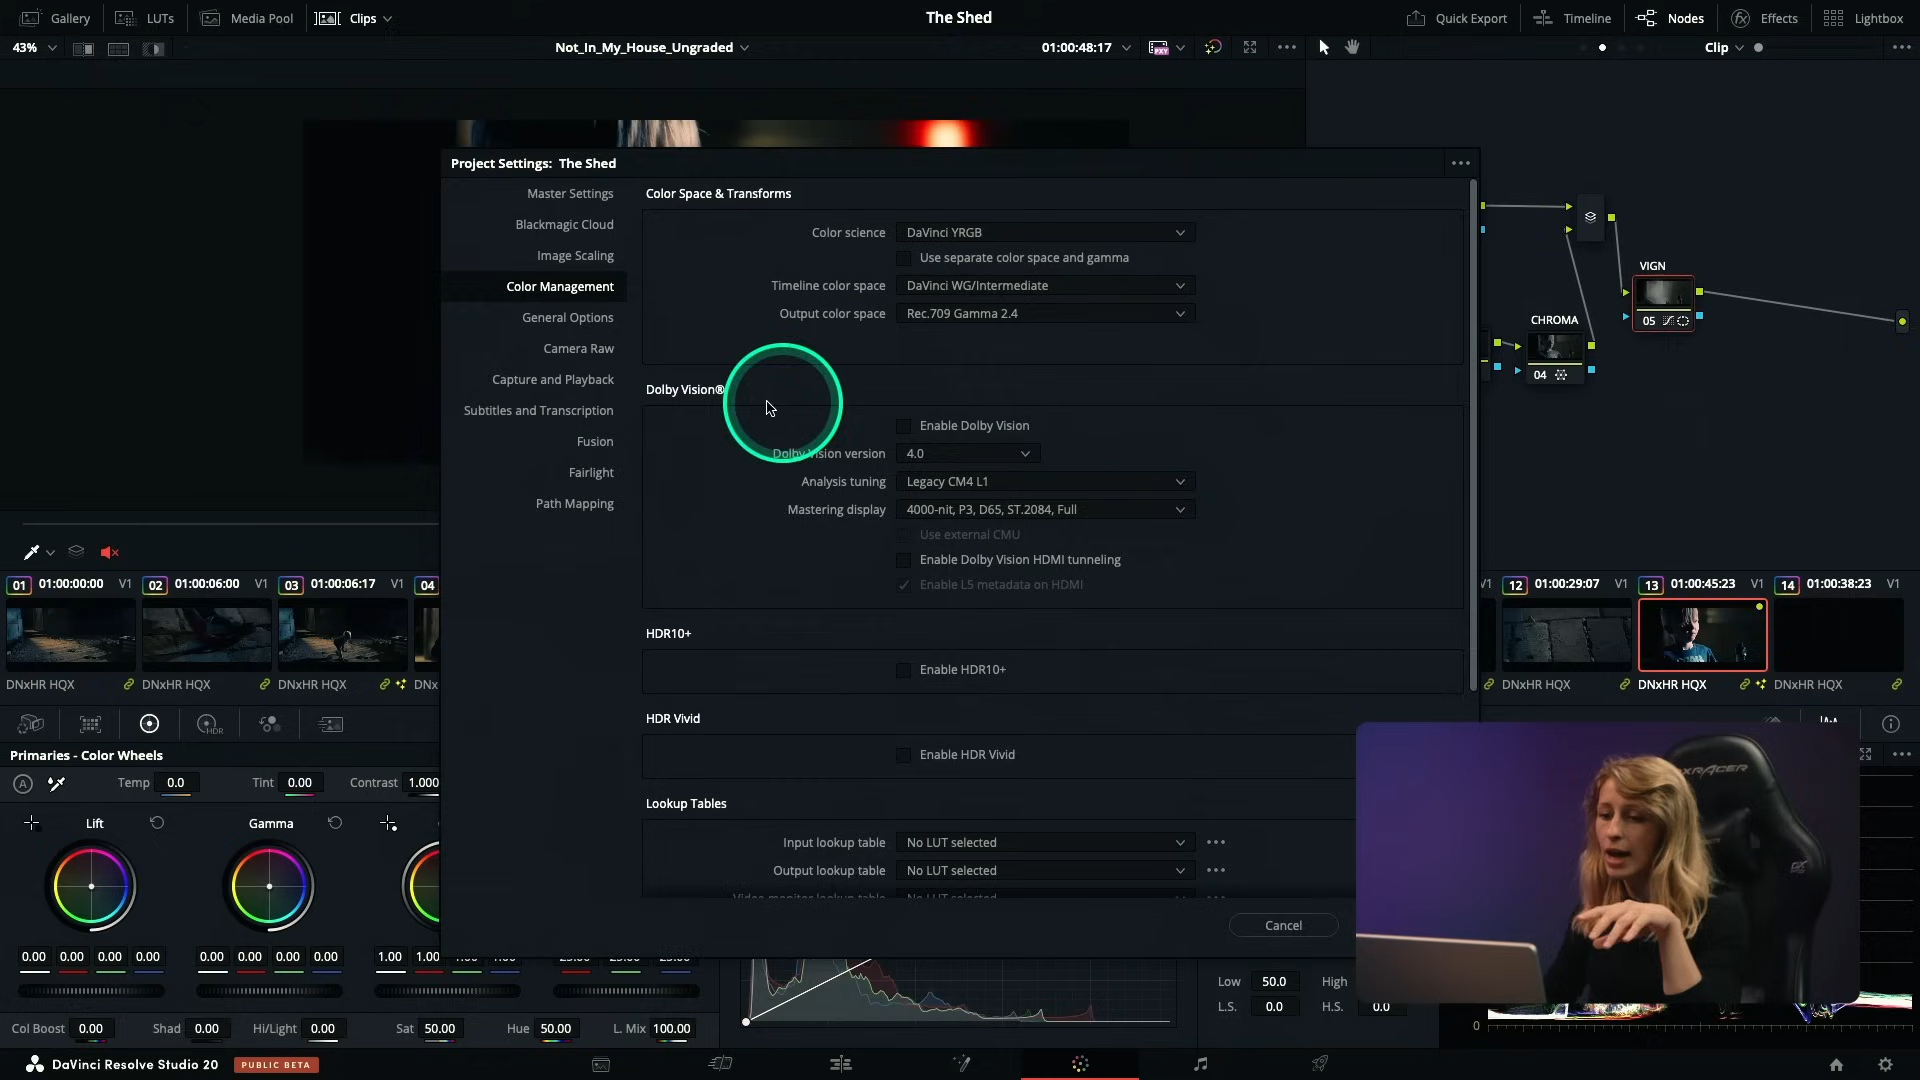 Gallery
LUTs
Media Pool
Clips
The Shed
Quick Export
Timeline
Nodes
Effects
Lightbox
43%
Not_In_My_House_Ungraded
01:00:48:17
Clip
Project Settings: The Shed
Master Settings
Blackmagic Cloud
Image Scaling
Color Management
General Options
Camera Raw
Capture and Playback
Subtitles and Transcription
Fusion
Fairlight
Path Mapping
Color Space & Transforms
Color science
DaVinci YRGB
Use separate color space and gamma
Timeline color space
DaVinci WG/Intermediate
Output color space
Rec.709 Gamma 2.4
Dolby Vision®
Enable Dolby Vision
Dolby Vision version
4.0
Analysis tuning
Legacy CM4 L1
Mastering display
4000-nit, P3, D65, ST.2084, Full
Use external CMU
Enable Dolby Vision HDMI tunneling
Enable L5 metadata on HDMI
HDR10+
Enable HDR10+
HDR Vivid
Enable HDR Vivid
Lookup Tables
Input lookup table
No LUT selected
Output lookup table
No LUT selected
Cancel
VIGN
05
CHROMA
04
01 01:00:00:00 V1
02 01:00:06:00 V1
03 01:00:06:17 V1
04
V1
12 01:00:29:07 V1
13 01:00:45:23 V1
14 01:00:38:23 V1
DNxHR HQX
DNxHR HQX
DNxHR HQX
DNx
DNxHR HQX
DNxHR HQX
DNxHR HQX
HDR
Primaries - Color Wheels
A
Temp 0.0
Tint 0.00
Contrast 1.000
Lift
Gamma
0.00 0.00 0.00 0.00
0.00 0.00 0.00 0.00
Col Boost 0.00
Shad 0.00
Hi/Light 0.00
Sat 50.00
Hue 50.00
L. Mix 100.00
Low 50.0
High
L.S. 0.0
H.S. 0.0
0
DXRACER
DaVinci Resolve Studio 20
PUBLIC BETA